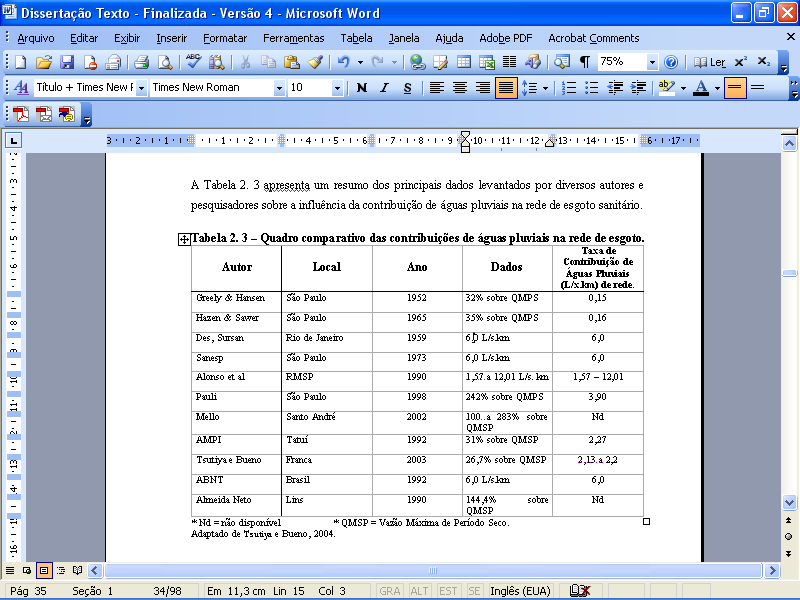 Dissertação Texto - Finalizada - Versão 4 - Microsoft Word
Arquivo Editar Exibir Inserir Formatar Ferramentas Tabela Janela Ajuda Adobe PDF Acrobat Comments
75% Ler
Título + Times New F Times New Roman 10 N I S
A Tabela 2. 3 apresenta um resumo dos principais dados levantados por diversos autores e
pesquisadores sobre a influência da contribuição de águas pluviais na rede de esgoto sanitário.
Tabela 2. 3 – Quadro comparativo das contribuições de águas pluviais na rede de esgoto.
Autor Local Ano Dados Taxa de Contribuição de Águas Pluviais (L/s.km) de rede.
Greely & Hansen São Paulo 1952 32% sobre QMPS 0,15
Hazen & Sawer São Paulo 1965 35% sobre QMPS 0,16
Des, Sursan Rio de Janeiro 1959 6,0 L/s.km 6,0
Sanesp São Paulo 1973 6,0 L/s.km 6,0
Alonso et al RMSP 1990 1,57.a 12,01 L/s. km 1,57 – 12,01
Pauli São Paulo 1998 242% sobre QMPS 3,90
Mello Santo André 2002 100..a 283% sobre QMSP Nd
AMPI Tatuí 1992 31% sobre QMSP 2,27
Tsutiya e Bueno Franca 2003 26,7% sobre QMSP 2,13.a 2,2
ABNT Brasil 1992 6,0 L/s.km 6,0
Almeida Neto Lins 1990 144,4% sobre QMSP Nd
* Nd = não disponível * QMSP = Vazão Máxima de Período Seco.
Adaptado de Tsutiya e Bueno, 2004.
Pág 35 Seção 1 34/98 Em 11,3 cm Lin 15 Col 3 GRA ALT EST SE Inglês (EUA)